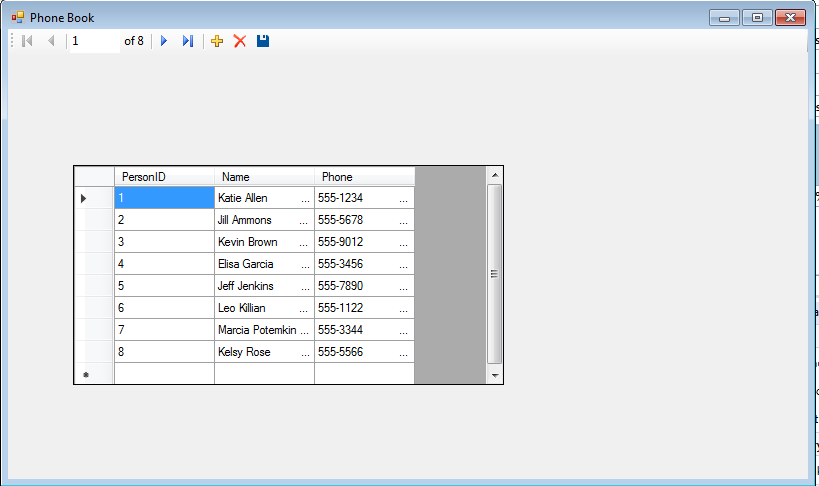 Phone Book
1 of 8
PersonID Name Phone
1 Katie Allen ... 555-1234 ...
2 Jill Ammons ... 555-5678 ...
3 Kevin Brown ... 555-9012 ...
4 Elisa Garcia ... 555-3456 ...
5 Jeff Jenkins ... 555-7890 ...
6 Leo Killian ... 555-1122 ...
7 Marcia Potemkin ... 555-3344 ...
8 Kelsy Rose ... 555-5566 ...